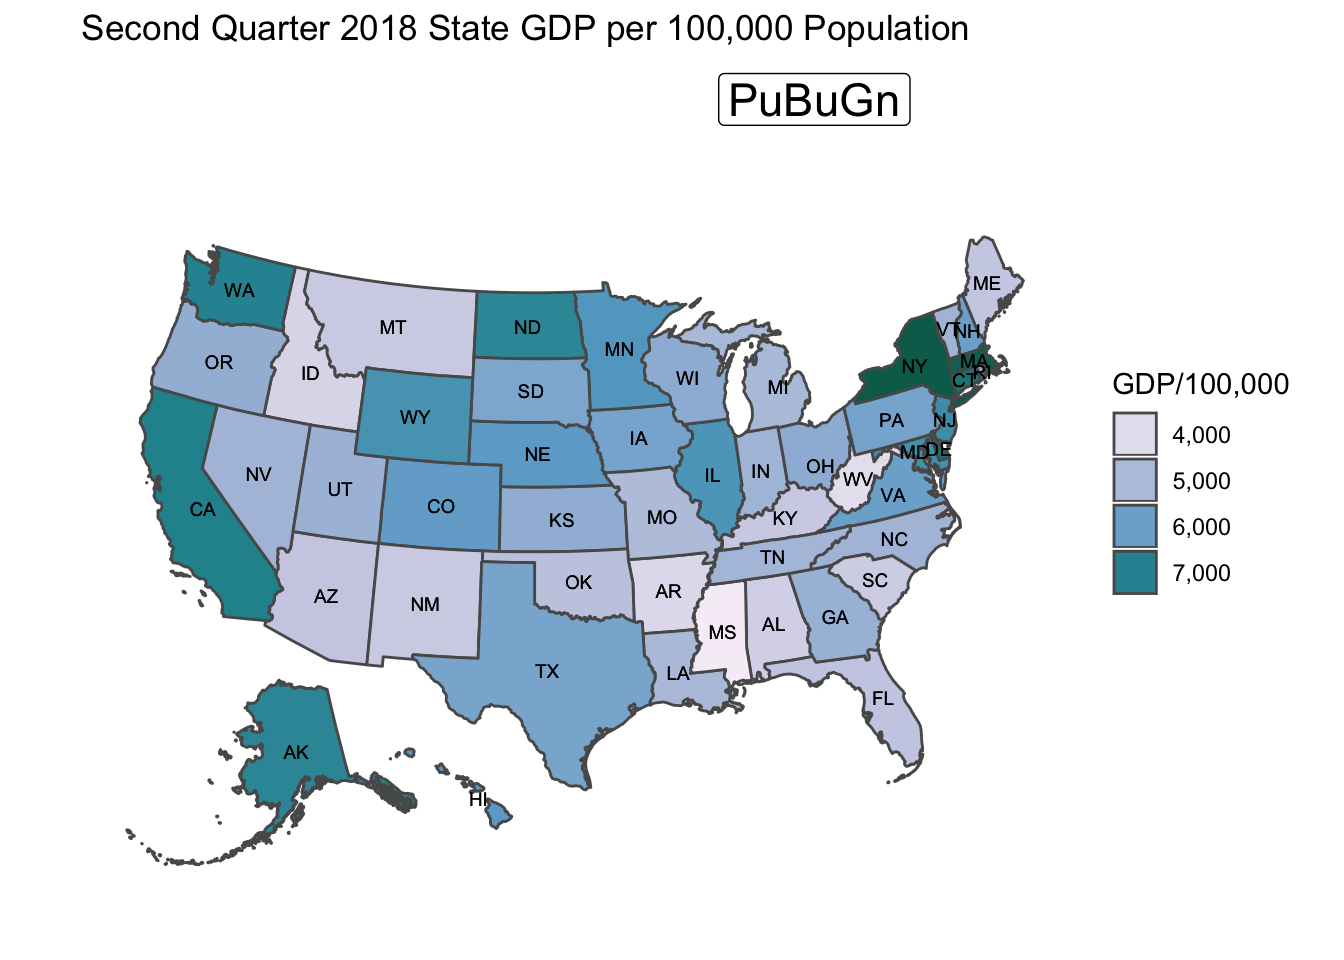 Second Quarter 2018 State GDP per 100,000 Population
PuBuGn
WA
MT
ND
MN
ME
VT
NH
OR
ID
SD
WI
MI
NY
MA
RI
CT
WY
NE
IA
PA
NJ
NV
UT
CO
KS
IL
IN
OH
WV
MD
DE
VA
CA
MO
KY
NC
TN
AZ
NM
OK
AR
SC
MS
AL
GA
TX
LA
FL
AK
HI
GDP/100,000
4,000
5,000
6,000
7,000